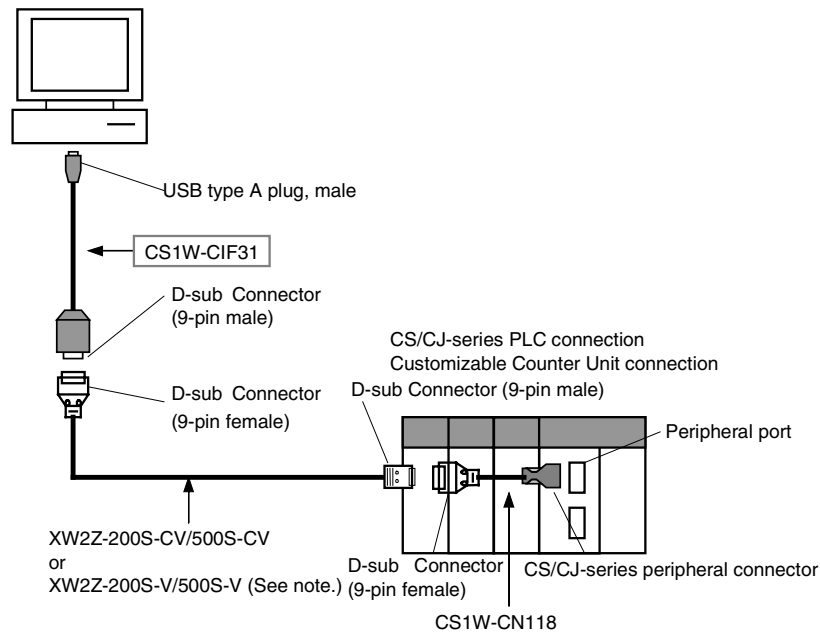 USB type A plug, male
CS1W-CIF31
D-sub Connector
(9-pin male)
CS/CJ-series PLC connection
Customizable Counter Unit connection
D-sub Connector (9-pin male)
D-sub Connector
(9-pin female)
Peripheral port
XW2Z-200S-CV/500S-CV
or
XW2Z-200S-V/500S-V (See note.)
D-sub Connector
(9-pin female)
CS/CJ-series peripheral connector
CS1W-CN118